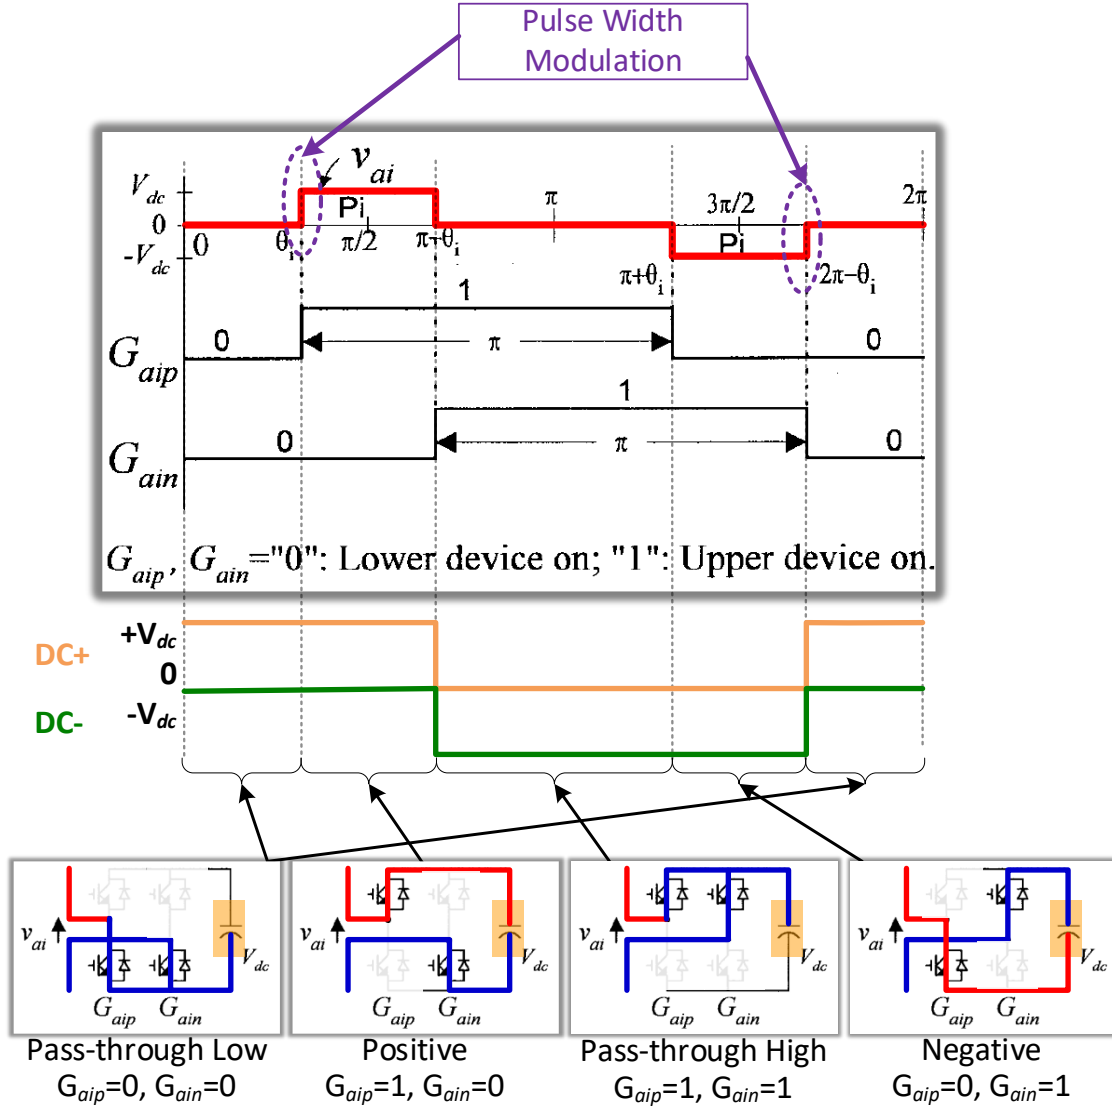 Pulse Width
Modulation
v_ai
V_dc
Pi
π
3π/2
2π
0
0
θ_i
π/2
π-θ_i
Pi
-V_dc
π+θ_i
2π-θ_i
1
0
π
0
G_aip
1
0
π
0
G_ain
G_aip, G_ain="0": Lower device on; "1": Upper device on.
+V_dc
DC+
0
DC-
-V_dc
v_ai
V_dc
G_aip G_ain
v_ai
V_dc
G_aip G_ain
v_ai
V_dc
G_aip G_ain
v_ai
V_dc
G_aip G_ain
Pass-through Low
G_aip=0, G_ain=0
Positive
G_aip=1, G_ain=0
Pass-through High
G_aip=1, G_ain=1
Negative
G_aip=0, G_ain=1